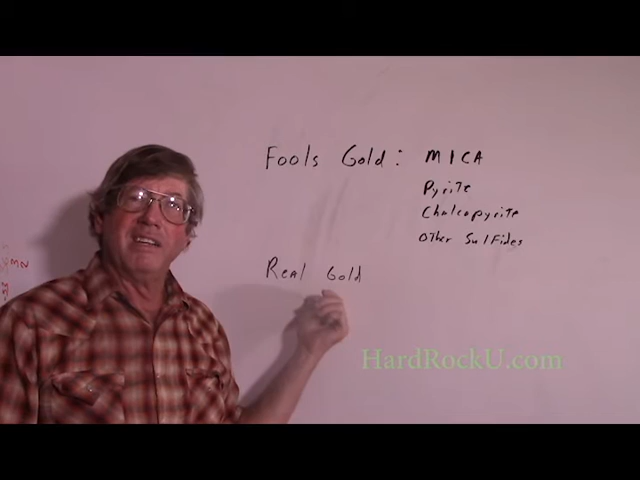 Fools Gold: MICA
Pyrite
Chalcopyrite
Other Sulfides
Real Gold
HardRockU.com